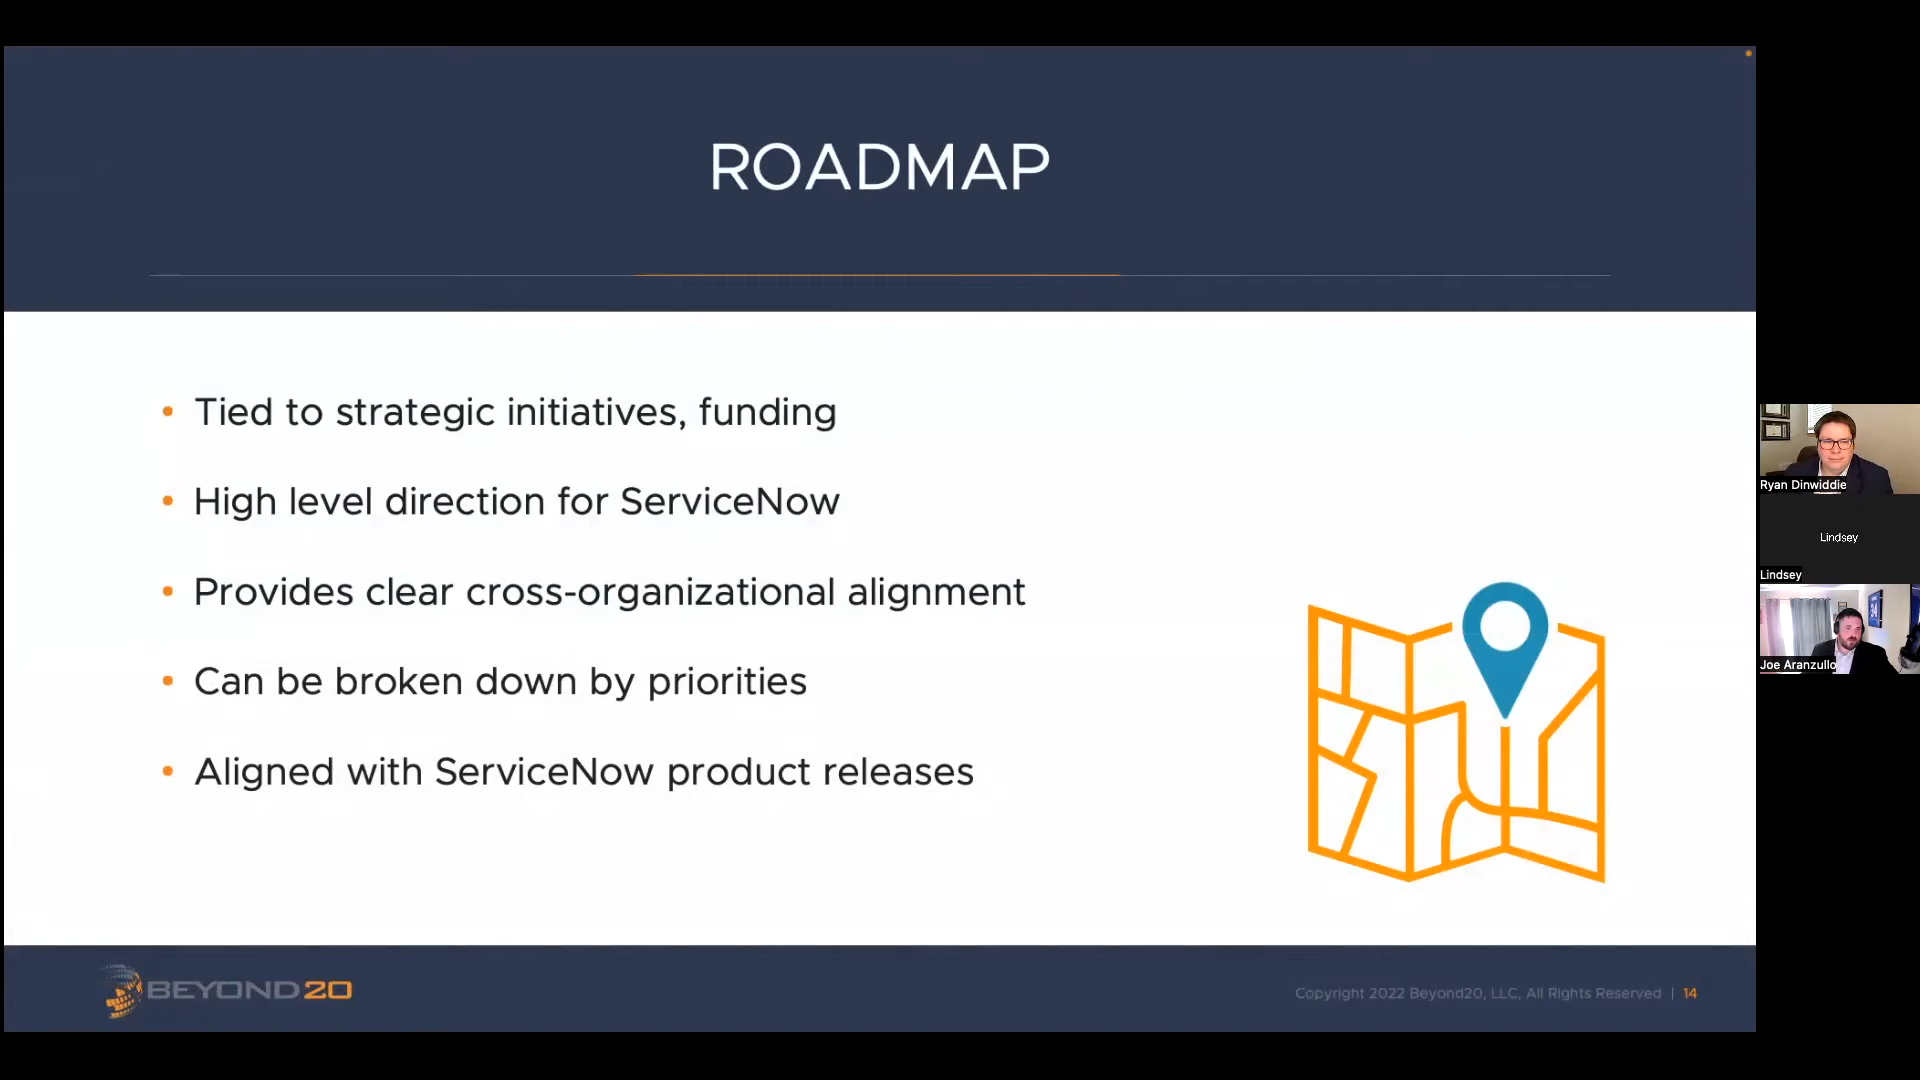 ROADMAP
• Tied to strategic initiatives, funding
• High level direction for ServiceNow
• Provides clear cross-organizational alignment
• Can be broken down by priorities
• Aligned with ServiceNow product releases
BEYOND20
Copyright 2022 Beyond20, LLC, All Rights Reserved | 14
Ryan Dinwiddie
Lindsey
Lindsey
Joe Aranzullo